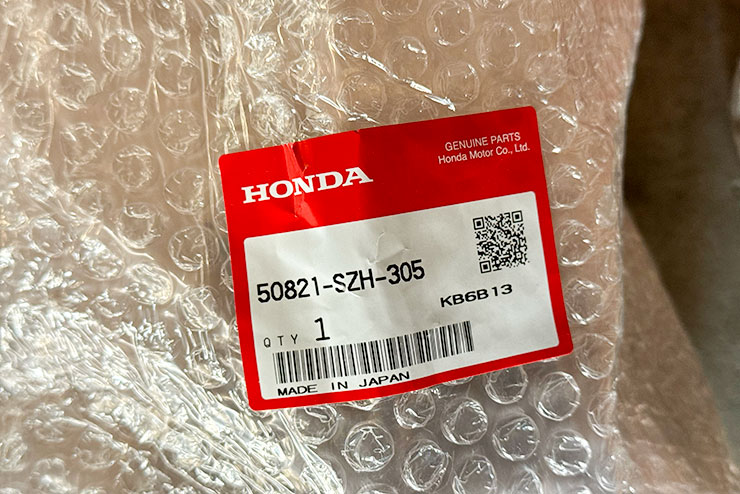 GENUINE PARTS
Honda Motor Co., Ltd.
HONDA
50821-SZH-305
KB6B13
QTY 1
MADE IN JAPAN